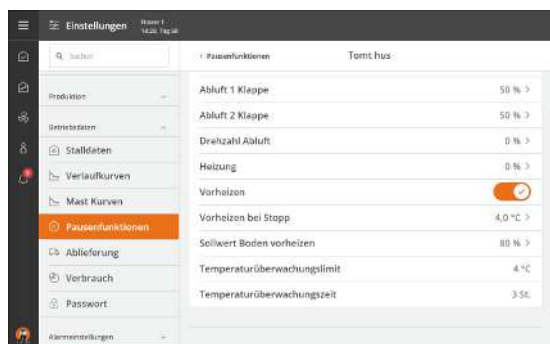 Einstellungen
Pausenfunktionen
Tomt hus
Produktion
Betriebsdaten
Stalldaten
Verlaufkurven
Mast Kurven
Pausenfunktionen
Ablieferung
Verbrauch
Passwort
Alarmeinstellungen
Abluft 1 Klappe 50 %
Abluft 2 Klappe 50 %
Drehzahl Abluft 0 %
Heizung 0 %
Vorheizen
Vorheizen bei Stopp 4,0 °C
Sollwert Boden vorheizen 80 %
Temperaturüberwachungslimit 4 °C
Temperaturüberwachungszeit 3 St.